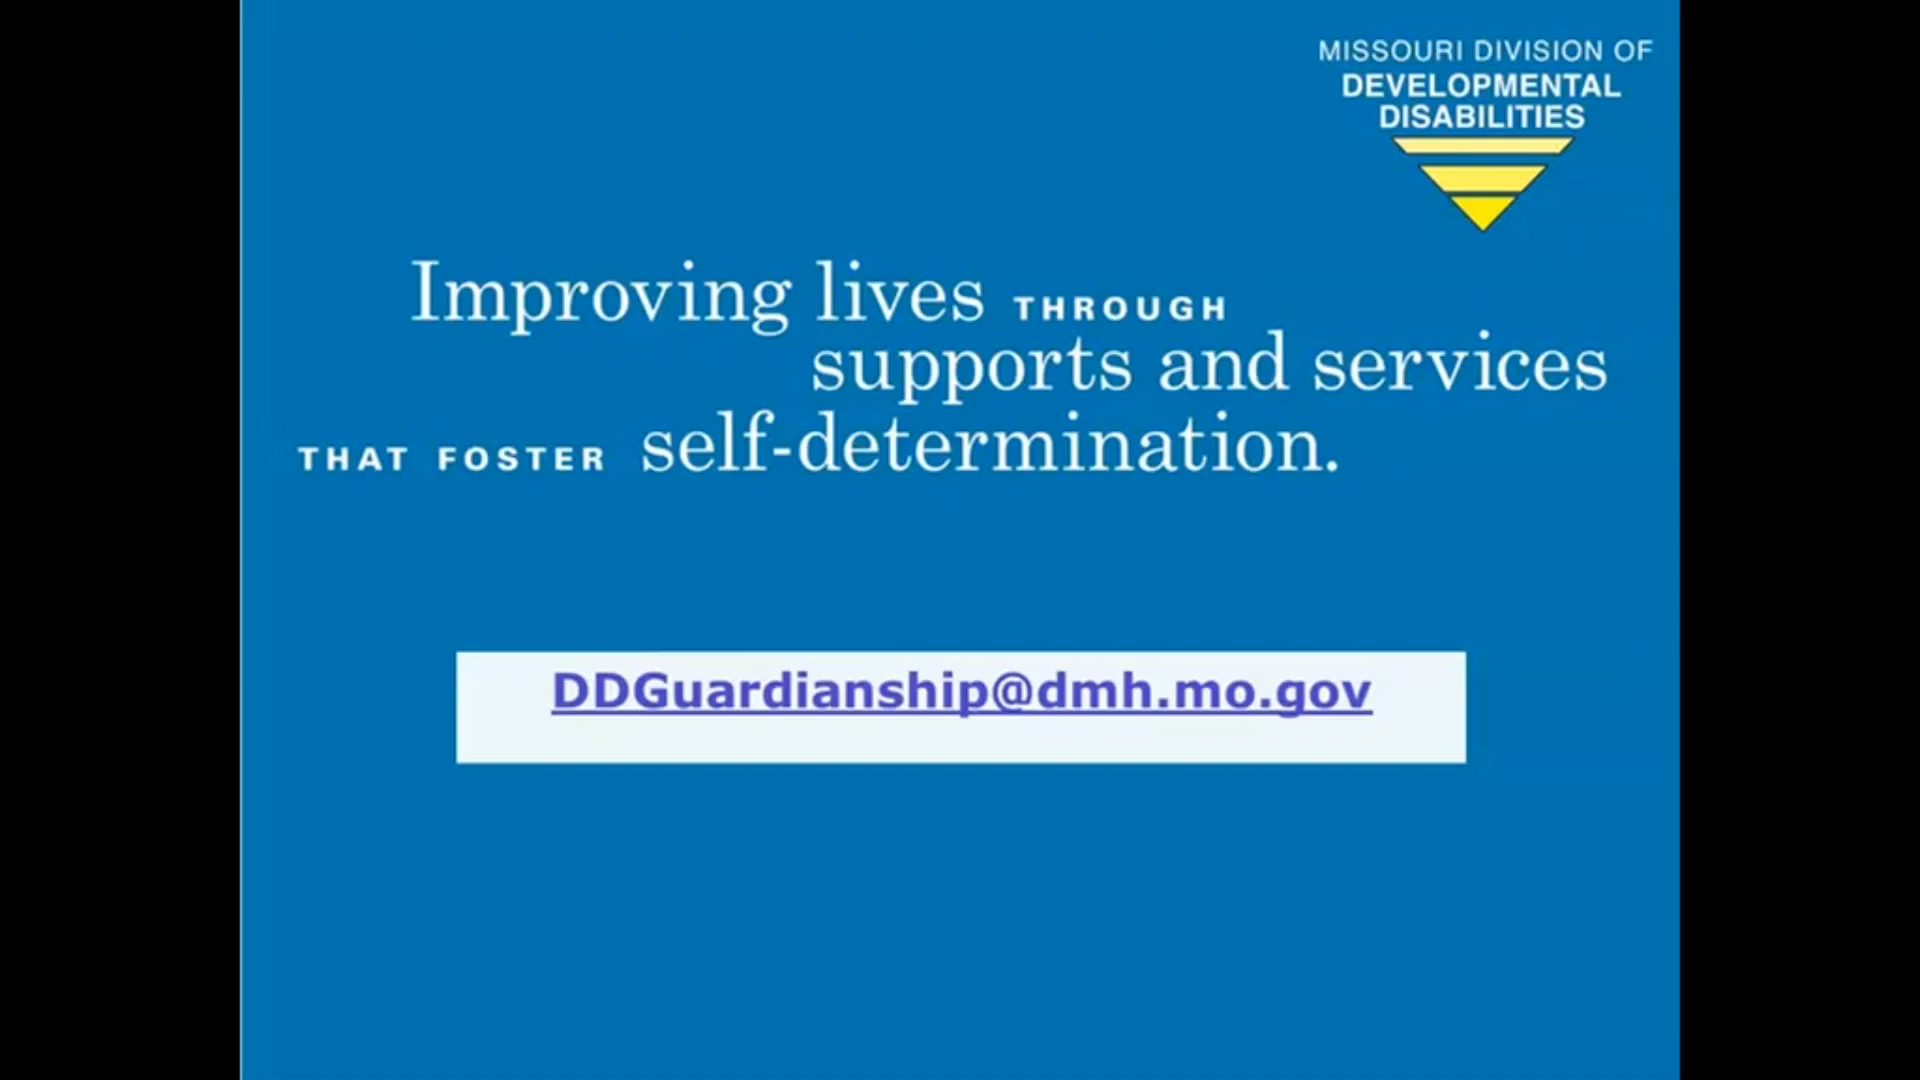 MISSOURI DIVISION OF
DEVELOPMENTAL
DISABILITIES
Improving lives THROUGH
supports and services
THAT FOSTER self-determination.
DDGuardianship@dmh.mo.gov